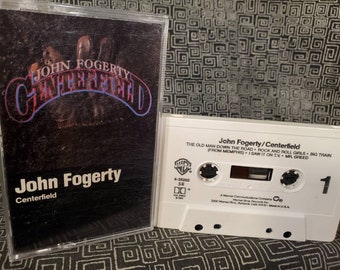 JOHN FOGERTY
CENTERFIELD
John Fogerty
Centerfield
John Fogerty/Centerfield
THE OLD MAN DOWN THE ROAD • ROCK AND ROLL GIRLS • BIG TRAIN
(FROM MEMPHIS) • I SAW IT ON T.V. • MR. GREED
1